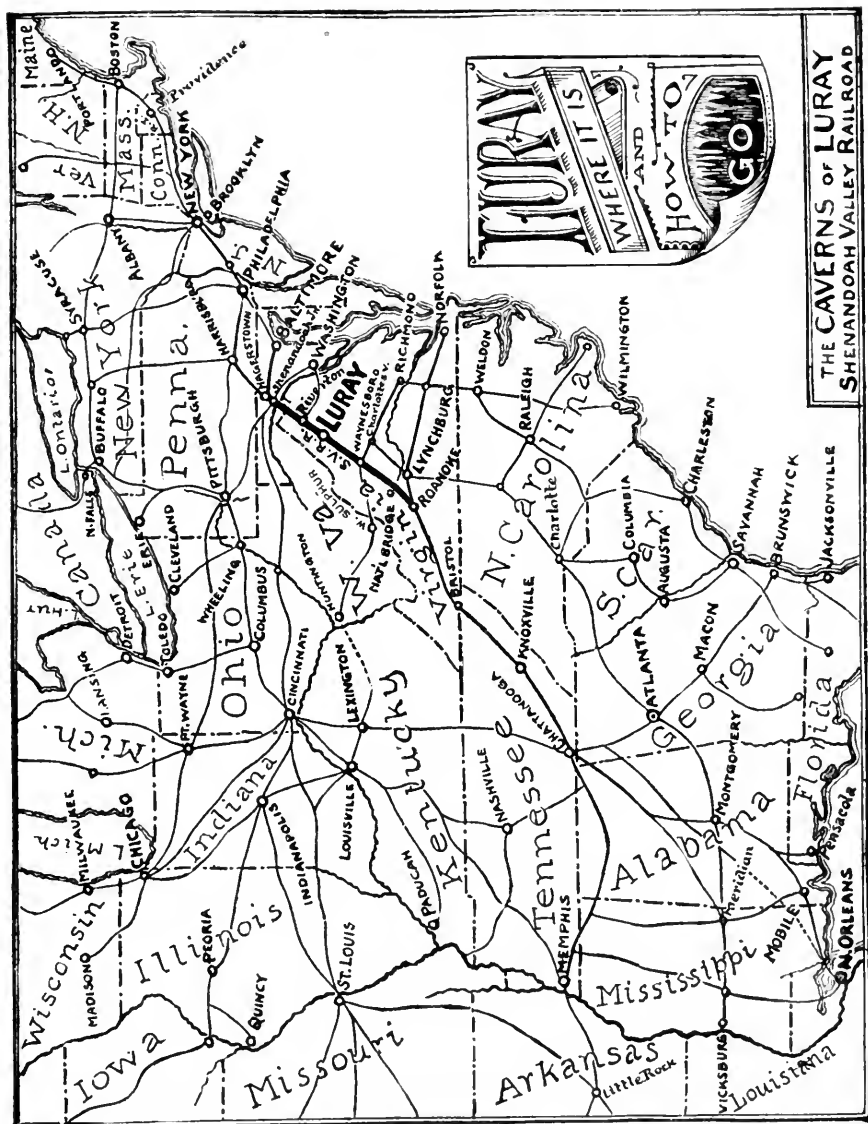 LURAY
WHERE IT IS
AND
HOW TO
GO
THE CAVERNS OF LURAY
SHENANDOAH VALLEY RAILROAD
Maine
PORTLAND
N.H.
Ver
BOSTON
Mass.
Conn.
Providence
NEW YORK
BROOKLYN
ALBANY
SYRACUSE
New York
L. Ontario
BUFFALO
N. FALLS
Canada
L. Erie
ERIE
CLEVELAND
DETROIT
TOLEDO
L. Hur
LANSING
Mich.
MILWAUKEE
L. Mich
CHICAGO
Wisconsin
MADISON
Penna.
HARRISBURG
PHILADELPHIA
N.J.
PITTSBURGH
HAGERSTOWN
BALTIMORE
Shenandoah Jn
WASHINGTON
Riverton
LURAY
S.V.R.R.
WAYNESBORO
Charlottesv.
RICHMOND
NORFOLK
LYNCHBURG
ROANOKE
W. SULPHUR
NAT'L BRIDGE
W. Va
Virginia
WHEELING
Ohio
COLUMBUS
HUNTINGTON
CINCINNATI
FT. WAYNE
Indiana
INDIANAPOLIS
LEXINGTON
LOUISVILLE
Kentucky
PADUCAH
Illinois
PEORIA
QUINCY
ST. LOUIS
Iowa
Missouri
BRISTOL
KNOXVILLE
CHATTANOOGA
NASHVILLE
Tennessee
MEMPHIS
Arkansas
LITTLE ROCK
WELDON
RALEIGH
N. Carolina
WILMINGTON
Charlotte
COLUMBIA
S. Car.
CHARLESTON
AUGUSTA
SAVANNAH
BRUNSWICK
JACKSONVILLE
ATLANTA
MACON
Georgia
MONTGOMERY
Alabama
Florida
Pensacola
Meridian
MOBILE
Mississippi
VICKSBURG
N. ORLEANS
Louisiana